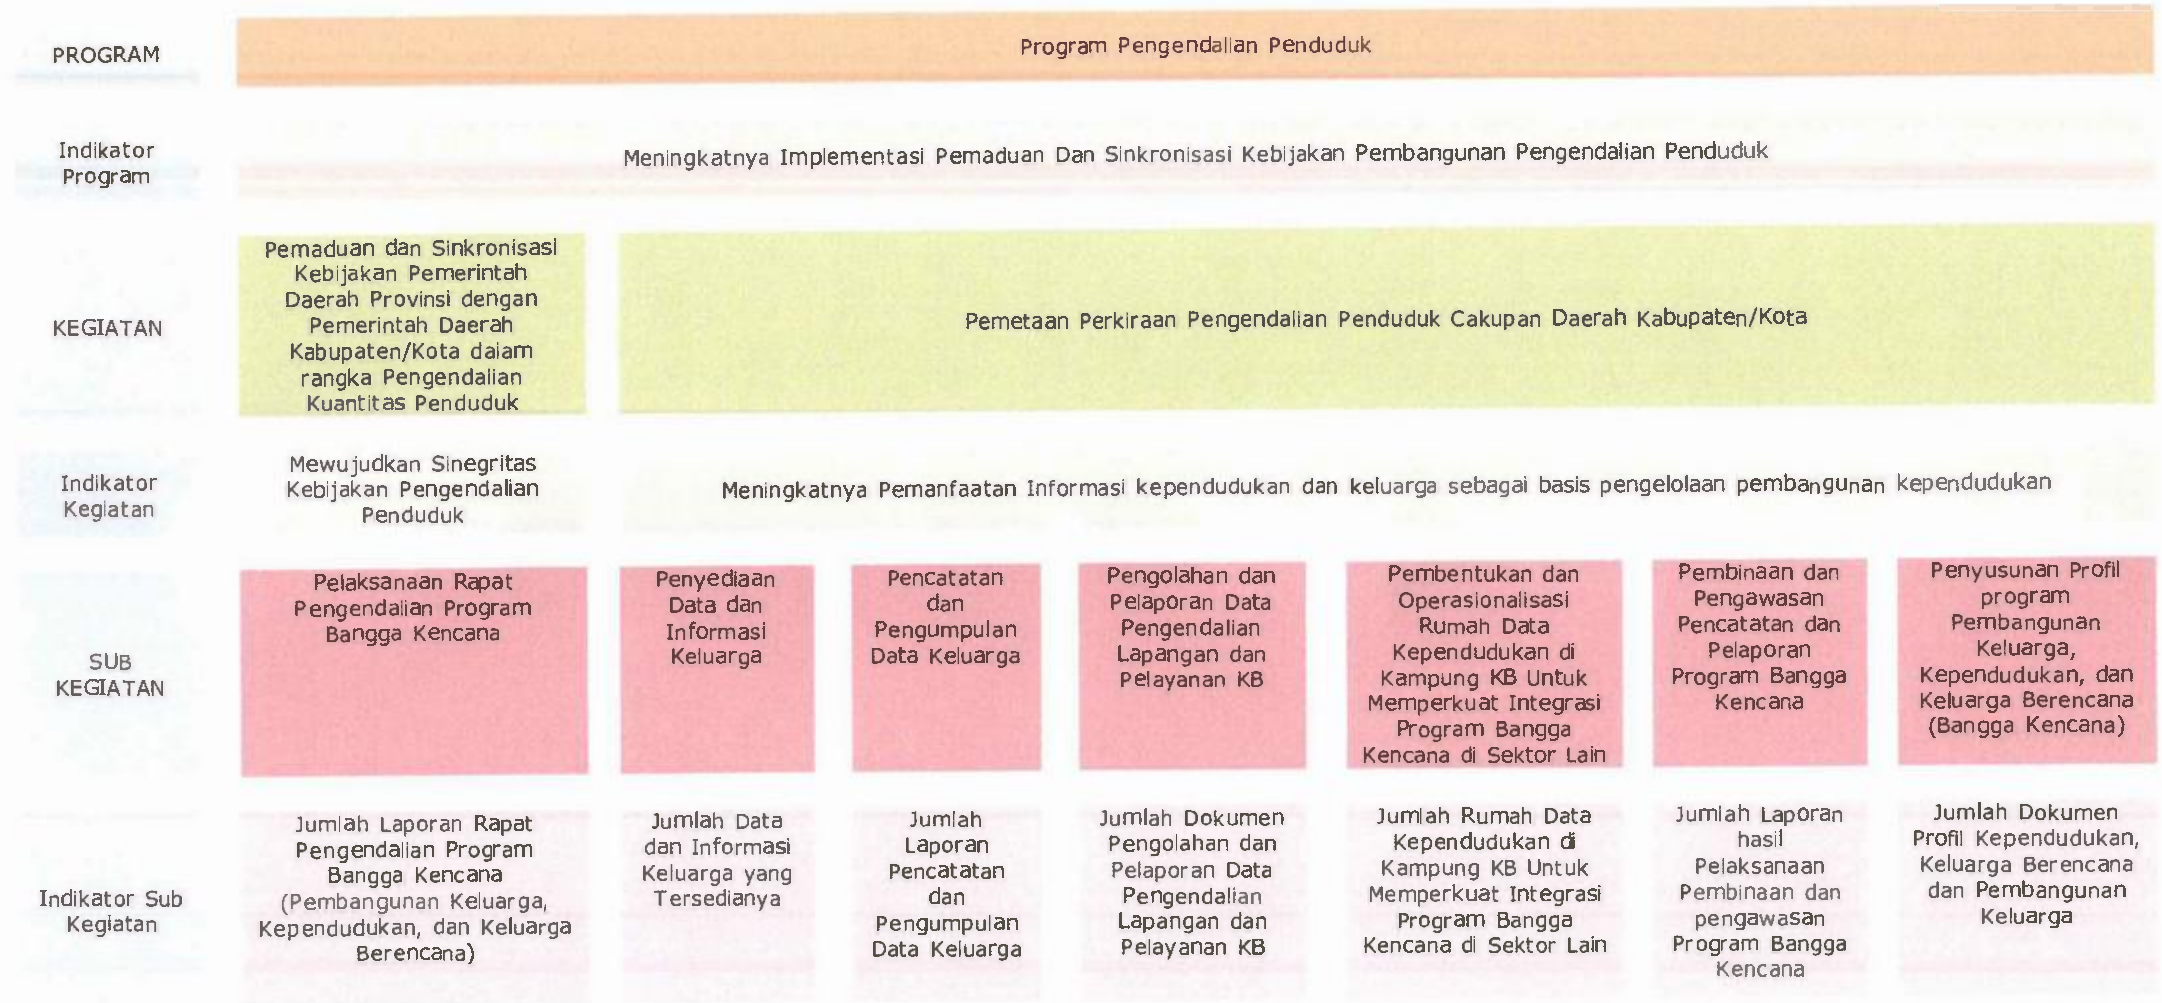 PROGRAM
Program Pengendalian Penduduk
Indikator
Program
Meningkatnya Implementasi Pemaduan Dan Sinkronisasi Kebijakan Pembangunan Pengendalian Penduduk
KEGIATAN
Pemaduan dan Sinkronisasi
Kebijakan Pemerintah
Daerah Provinsi dengan
Pemerintah Daerah
Kabupaten/Kota dalam
rangka Pengendalian
Kuantitas Penduduk
Pemetaan Perkiraan Pengendalian Penduduk Cakupan Daerah Kabupaten/Kota
Indikator
Kegiatan
Mewujudkan Sinegritas
Kebijakan Pengendalian
Penduduk
Meningkatnya Pemanfaatan Informasi kependudukan dan keluarga sebagai basis pengelolaan pembangunan kependudukan
SUB
KEGIATAN
Pelaksanaan Rapat
Pengendalian Program
Bangga Kencana
Penyediaan
Data dan
Informasi
Keluarga
Pencatatan
dan
Pengumpulan
Data Keluarga
Pengolahan dan
Pelaporan Data
Pengendalian
Lapangan dan
Pelayanan KB
Pembentukan dan
Operasionalisasi
Rumah Data
Kependudukan di
Kampung KB Untuk
Memperkuat Integrasi
Program Bangga
Kencana di Sektor Lain
Pembinaan dan
Pengawasan
Pencatatan dan
Pelaporan
Program Bangga
Kencana
Penyusunan Profil
program
Pembangunan
Keluarga,
Kependudukan, dan
Keluarga Berencana
(Bangga Kencana)
Indikator Sub
Kegiatan
Jumlah Laporan Rapat
Pengendalian Program
Bangga Kencana
(Pembangunan Keluarga,
Kependudukan, dan Keluarga
Berencana)
Jumlah Data
dan Informasi
Keluarga yang
Tersedianya
Jumlah
Laporan
Pencatatan
dan
Pengumpulan
Data Keluarga
Jumlah Dokumen
Pengolahan dan
Pelaporan Data
Pengendalian
Lapangan dan
Pelayanan KB
Jumlah Rumah Data
Kependudukan di
Kampung KB Untuk
Memperkuat Integrasi
Program Bangga
Kencana di Sektor Lain
Jumlah Laporan
hasil
Pelaksanaan
Pembinaan dan
pengawasan
Program Bangga
Kencana
Jumlah Dokumen
Profil Kependudukan,
Keluarga Berencana
dan Pembangunan
Keluarga